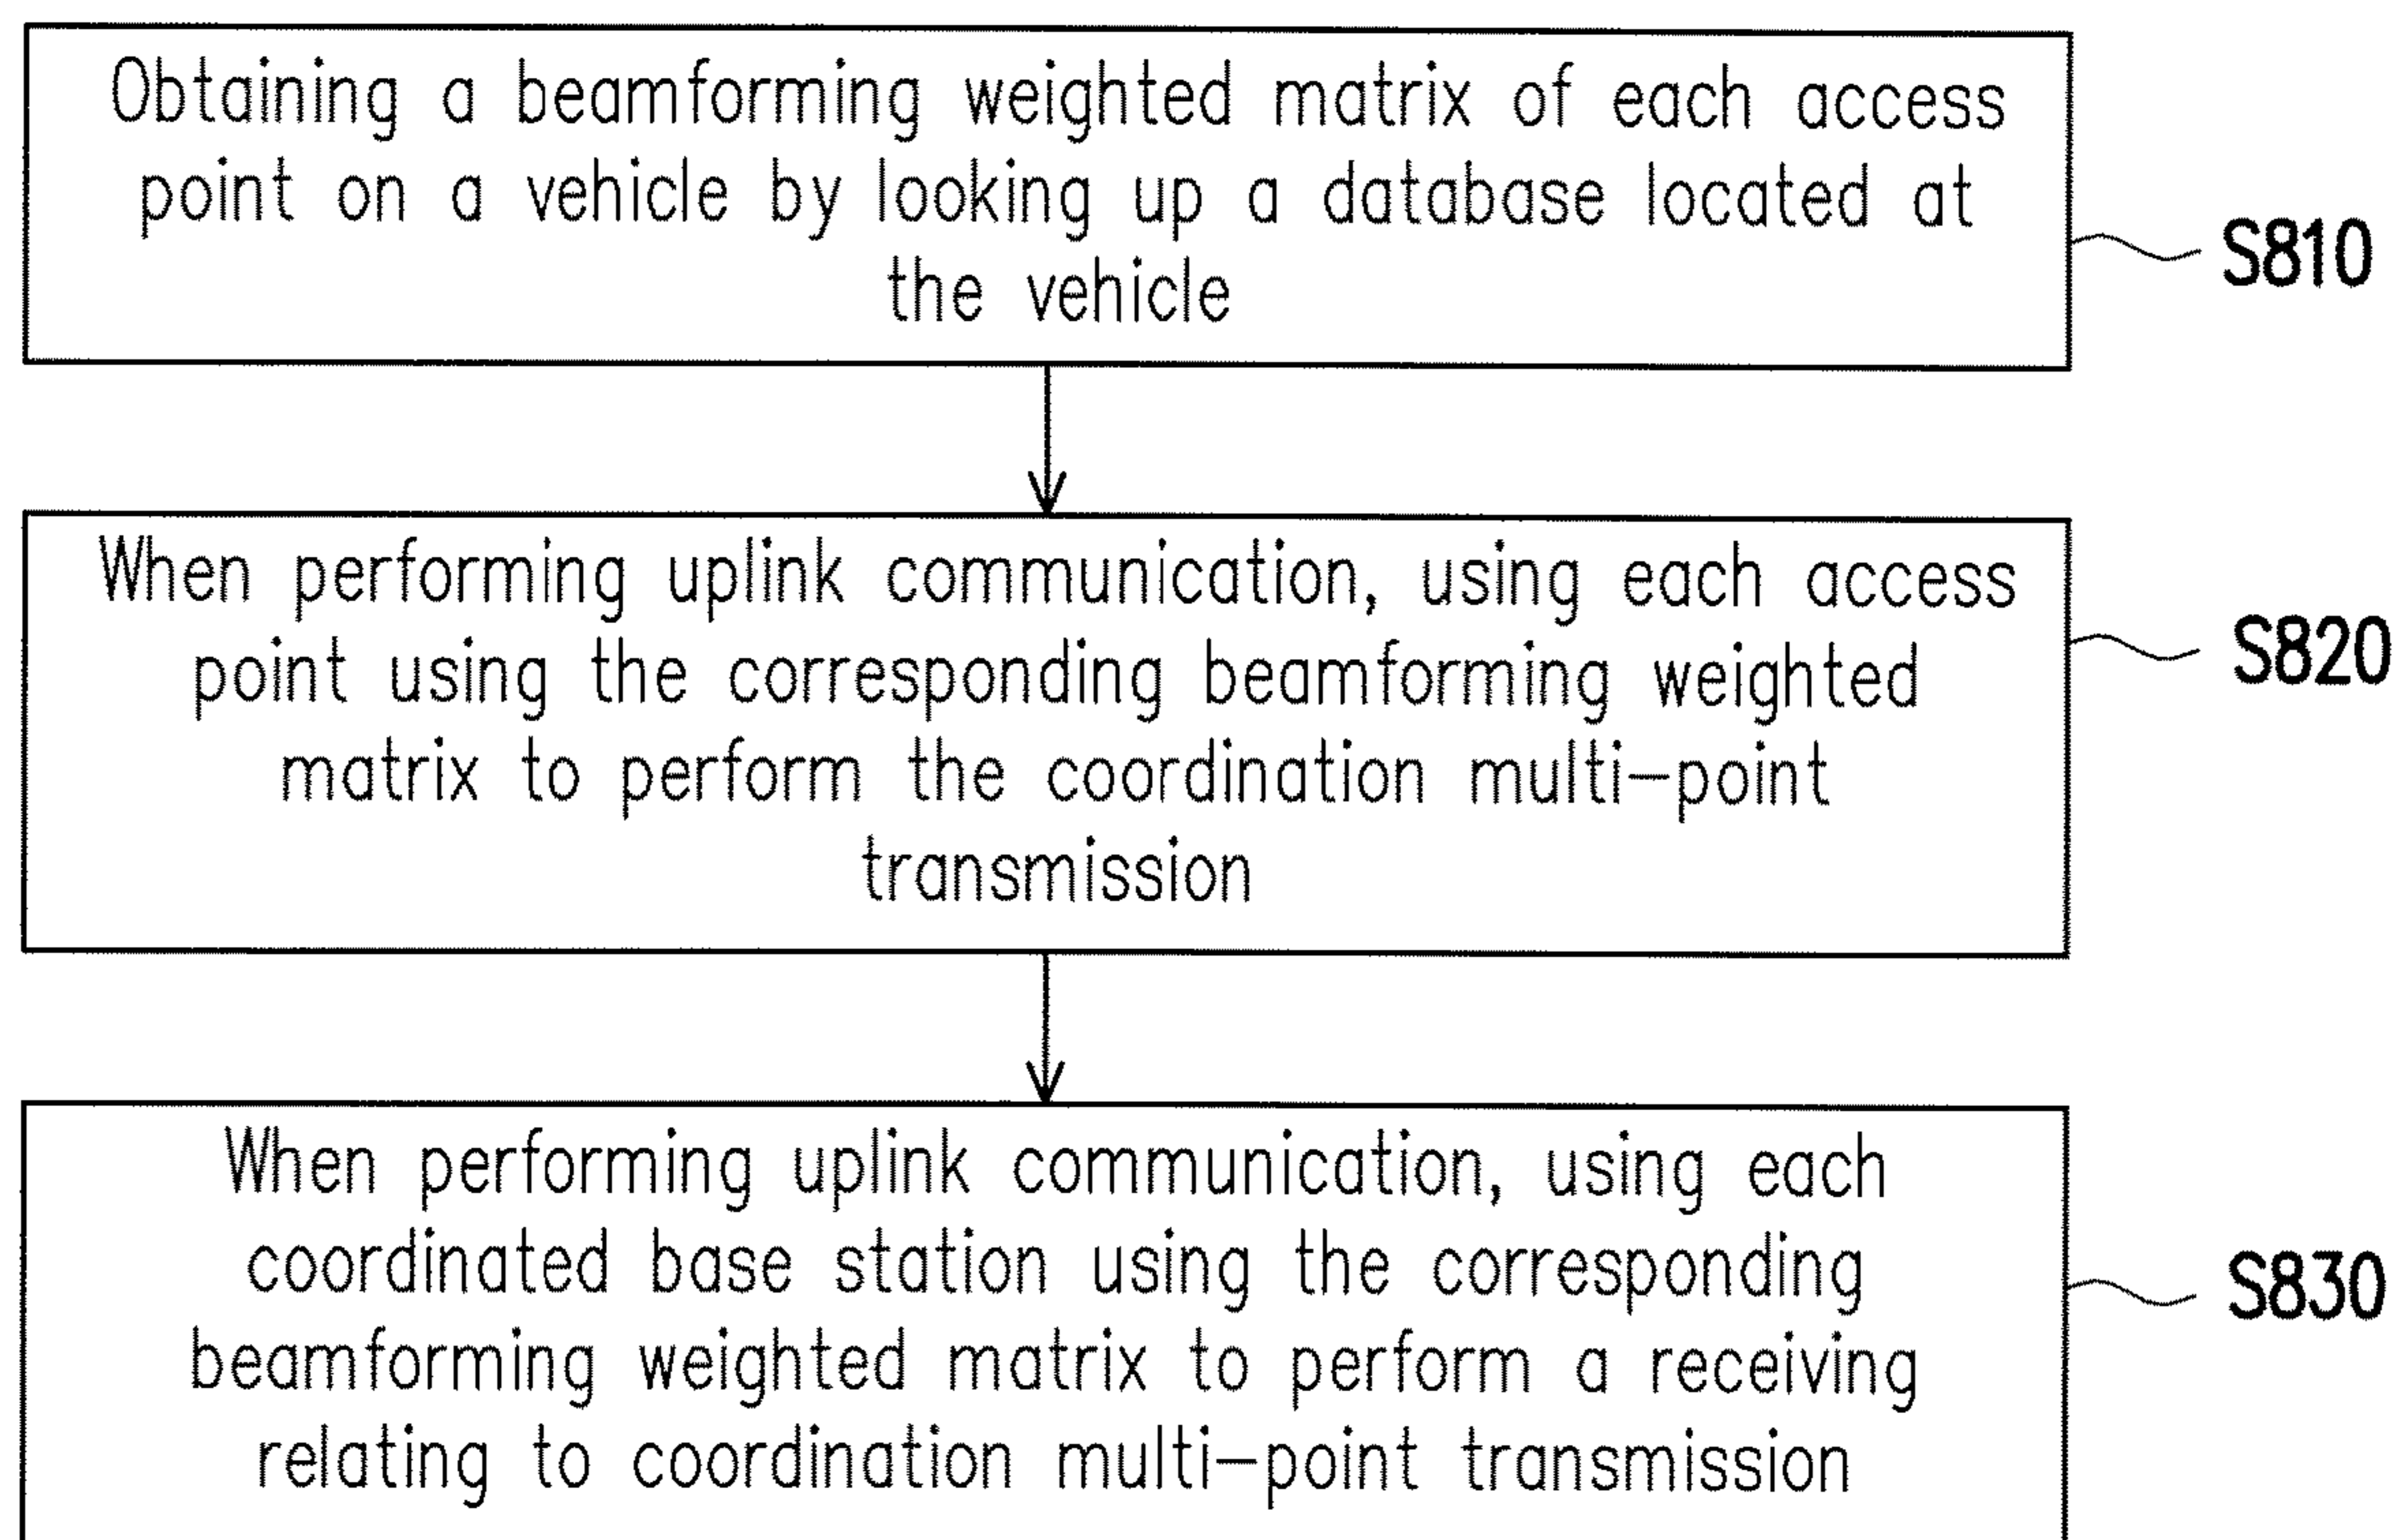 Obtaining a beamforming weighted matrix of each access
point on a vehicle by looking up a database located at
the vehicle
S810
When performing uplink communication, using each access
point using the corresponding beamforming weighted
matrix to perform the coordination multi-point
transmission
S820
When performing uplink communication, using each
coordinated base station using the corresponding
beamforming weighted matrix to perform a receiving
relating to coordination multi-point transmission
S830